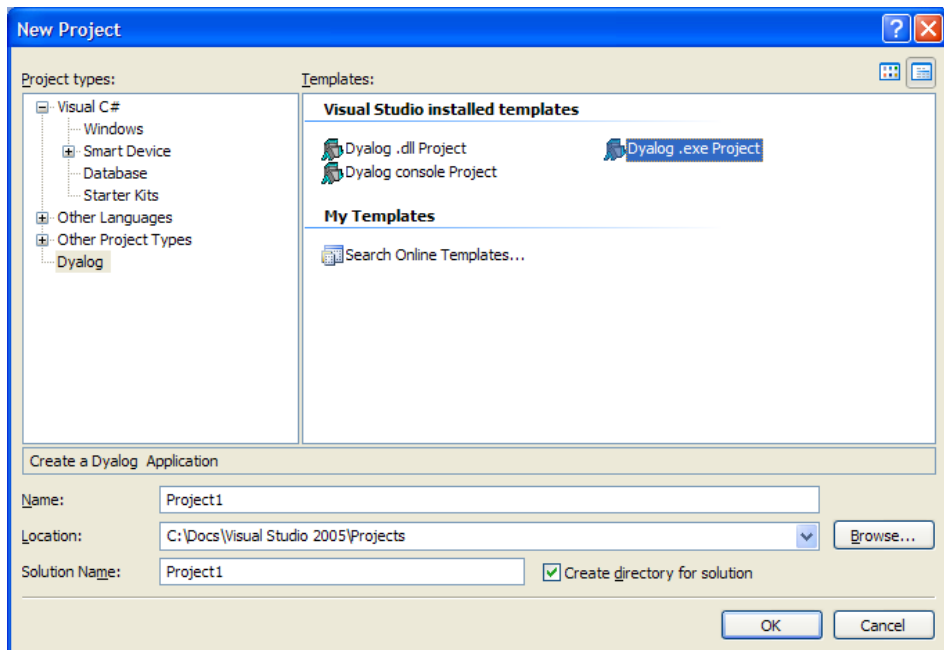 New Project
Project types:
Templates:
Visual C#
Windows
Smart Device
Database
Starter Kits
Other Languages
Other Project Types
Dyalog
Visual Studio installed templates
Dyalog .dll Project
Dyalog .exe Project
Dyalog console Project
My Templates
Search Online Templates...
Create a Dyalog Application
Name:
Project1
Location:
C:\Docs\Visual Studio 2005\Projects
Browse...
Solution Name:
Project1
Create directory for solution
OK
Cancel